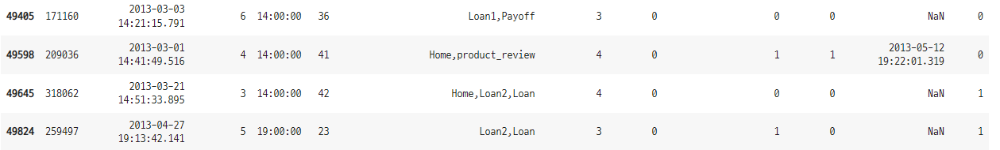 49405 171160 2013-03-03 14:21:15.791 6 14:00:00 36 Loan1,Payoff 3 0 0 0 NaN 0
49598 209036 2013-03-01 14:41:49.516 4 14:00:00 41 Home,product_review 4 0 1 1 2013-05-12 19:22:01.319 0
49645 318062 2013-03-21 14:51:33.895 3 14:00:00 42 Home,Loan2,Loan 4 0 0 0 NaN 1
49824 259497 2013-04-27 19:13:42.141 5 19:00:00 23 Loan2,Loan 3 0 1 0 NaN 1